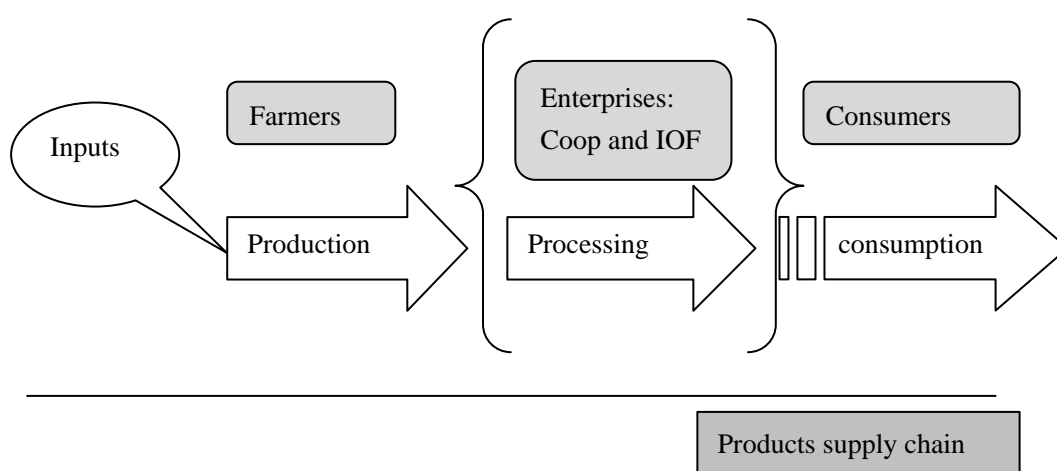 Inputs
Farmers
Enterprises:
Coop and IOF
Consumers
Production
Processing
consumption
Products supply chain